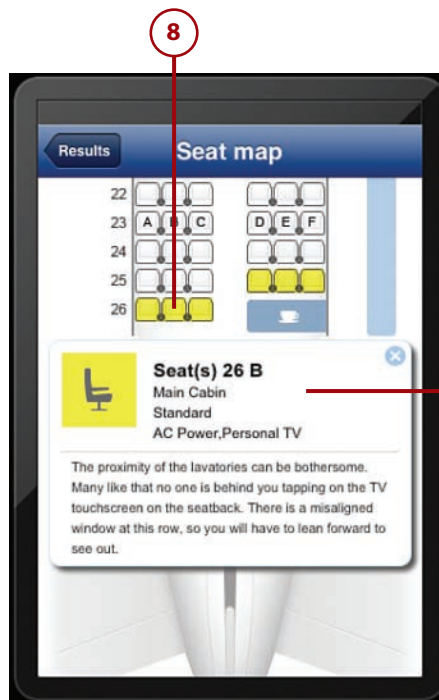 8
Results
Seat map
22
23 A B C D E F
24
25
26
Seat(s) 26 B
Main Cabin
Standard
AC Power,Personal TV
The proximity of the lavatories can be bothersome.
Many like that no one is behind you tapping on the TV
touchscreen on the seatback. There is a misaligned
window at this row, so you will have to lean forward to
see out.